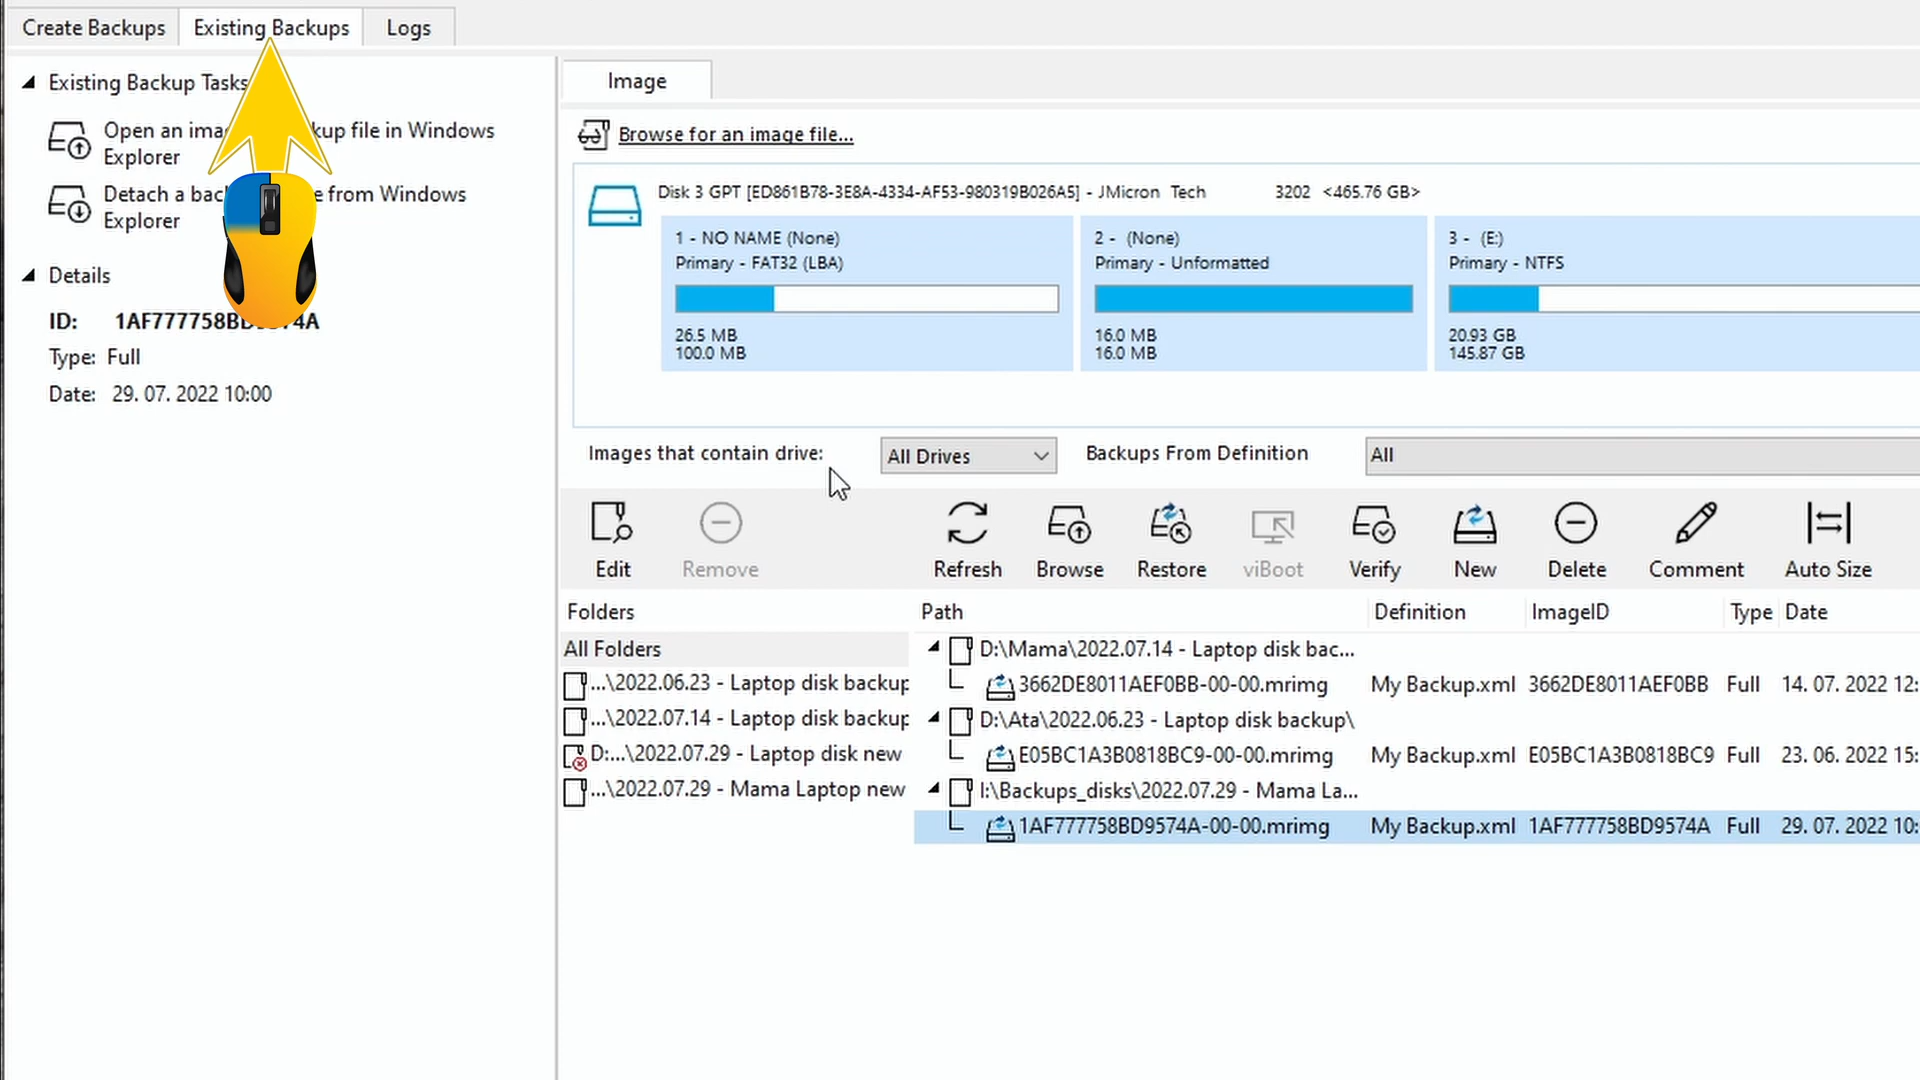 Create Backups
Existing Backups
Logs
Existing Backup Tasks
Open an kup file in Windows
Explorer
Detach a from Windows
Explorer
Details
ID:
Type: Full
Date: 29. 07. 2022 10:00
Image
Browse for an image file...
Disk 3 GPT [ED861B78-3E8A-4334-AF53-980319B026A5] - JMicron Tech 3202 <465.76 GB>
1 - NO NAME (None)
Primary - FAT32 (LBA)
26.5 MB
100.0 MB
2 - (None)
Primary - Unformatted
16.0 MB
16.0 MB
3 - (E:)
Primary - NTFS
20.93 GB
145.87 GB
Images that contain drive:
All Drives
Backups From Definition
All
Edit
Remove
Refresh
Browse
Restore
viBoot
Verify
New
Delete
Comment
Auto Size
Folders
All Folders
...\2022.06.23 - Laptop disk backup
...\2022.07.14 - Laptop disk backup
D:...\2022.07.29 - Laptop disk new
...\2022.07.29 - Mama Laptop new
Path Definition ImageID Type Date
D:\Mama\2022.07.14 - Laptop disk bac...
3662DE8011AEF0BB-00-00.mrimg My Backup.xml 3662DE8011AEF0BB Full 14. 07. 2022 12:
D:\Ata\2022.06.23 - Laptop disk backup\
E05BC1A3B0818BC9-00-00.mrimg My Backup.xml E05BC1A3B0818BC9 Full 23. 06. 2022 15:
I:\Backups_disks\2022.07.29 - Mama La...
1AF777758BD9574A-00-00.mrimg My Backup.xml 1AF777758BD9574A Full 29. 07. 2022 10: